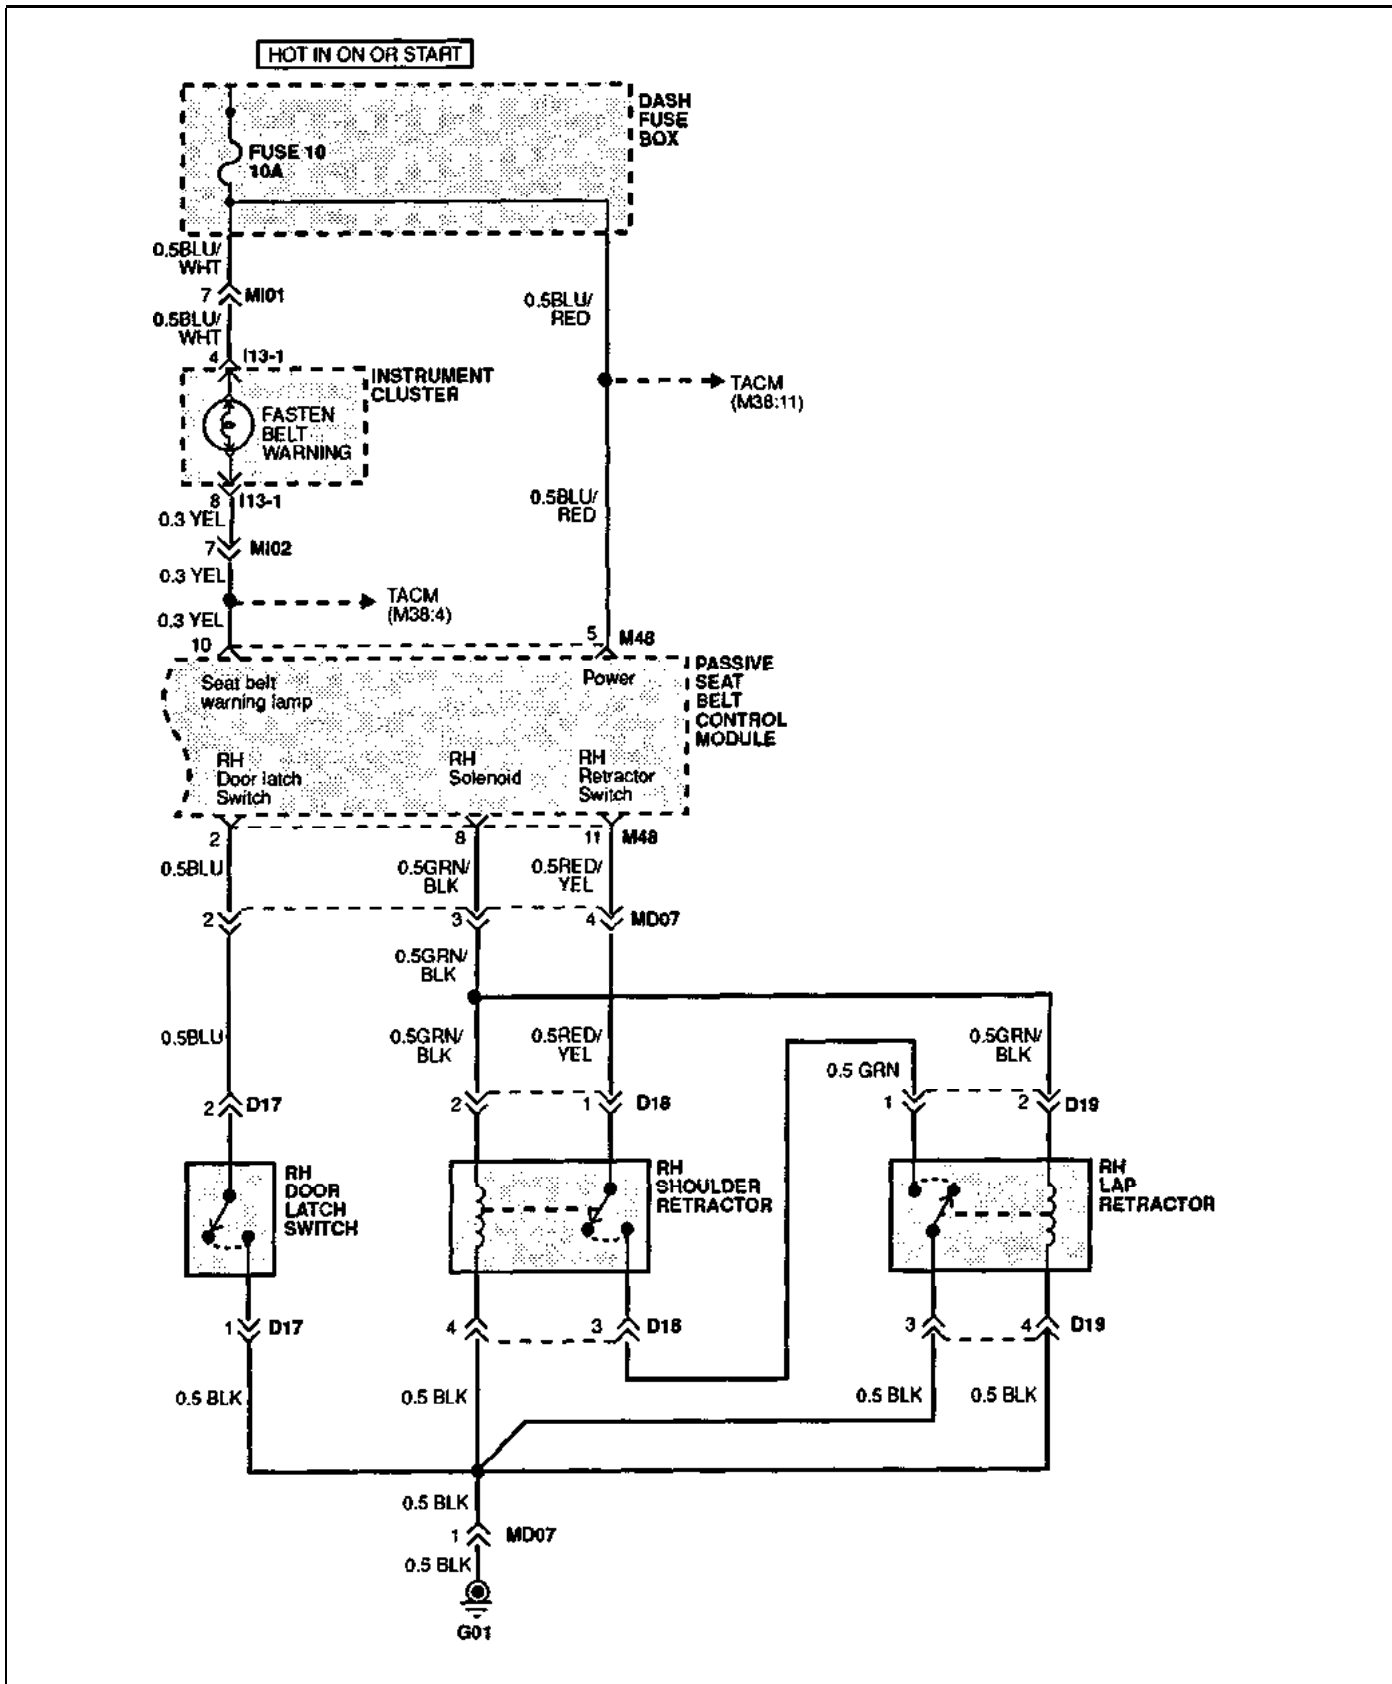 HOT IN ON OR START
DASH
FUSE
BOX
FUSE 10
10A
0.5BLU/
WHT
7 MI01
0.5BLU/
WHT
0.5BLU/
RED
4 I13-1
INSTRUMENT
CLUSTER
TACM
(M38:11)
FASTEN
BELT
WARNING
8 I13-1
0.5BLU/
RED
0.3 YEL
7 MI02
0.3 YEL
TACM
(M38:4)
0.3 YEL
10
5 M48
PASSIVE
SEAT
BELT
CONTROL
MODULE
Seat belt
warning lamp
Power
RH
Door latch
Switch
RH
Solenoid
RH
Retractor
Switch
2 8 11 M48
0.5BLU
0.5GRN/
BLK
0.5RED/
YEL
2 3 4 MD07
0.5GRN/
BLK
0.5BLU
0.5GRN/
BLK
0.5RED/
YEL
0.5 GRN
0.5GRN/
BLK
2 D17
2 1 D18
1 2 D19
RH
DOOR
LATCH
SWITCH
RH
SHOULDER
RETRACTOR
RH
LAP
RETRACTOR
1 D17
4 3 D18
3 4 D19
0.5 BLK
0.5 BLK
0.5 BLK
0.5 BLK
0.5 BLK
1 MD07
0.5 BLK
G01